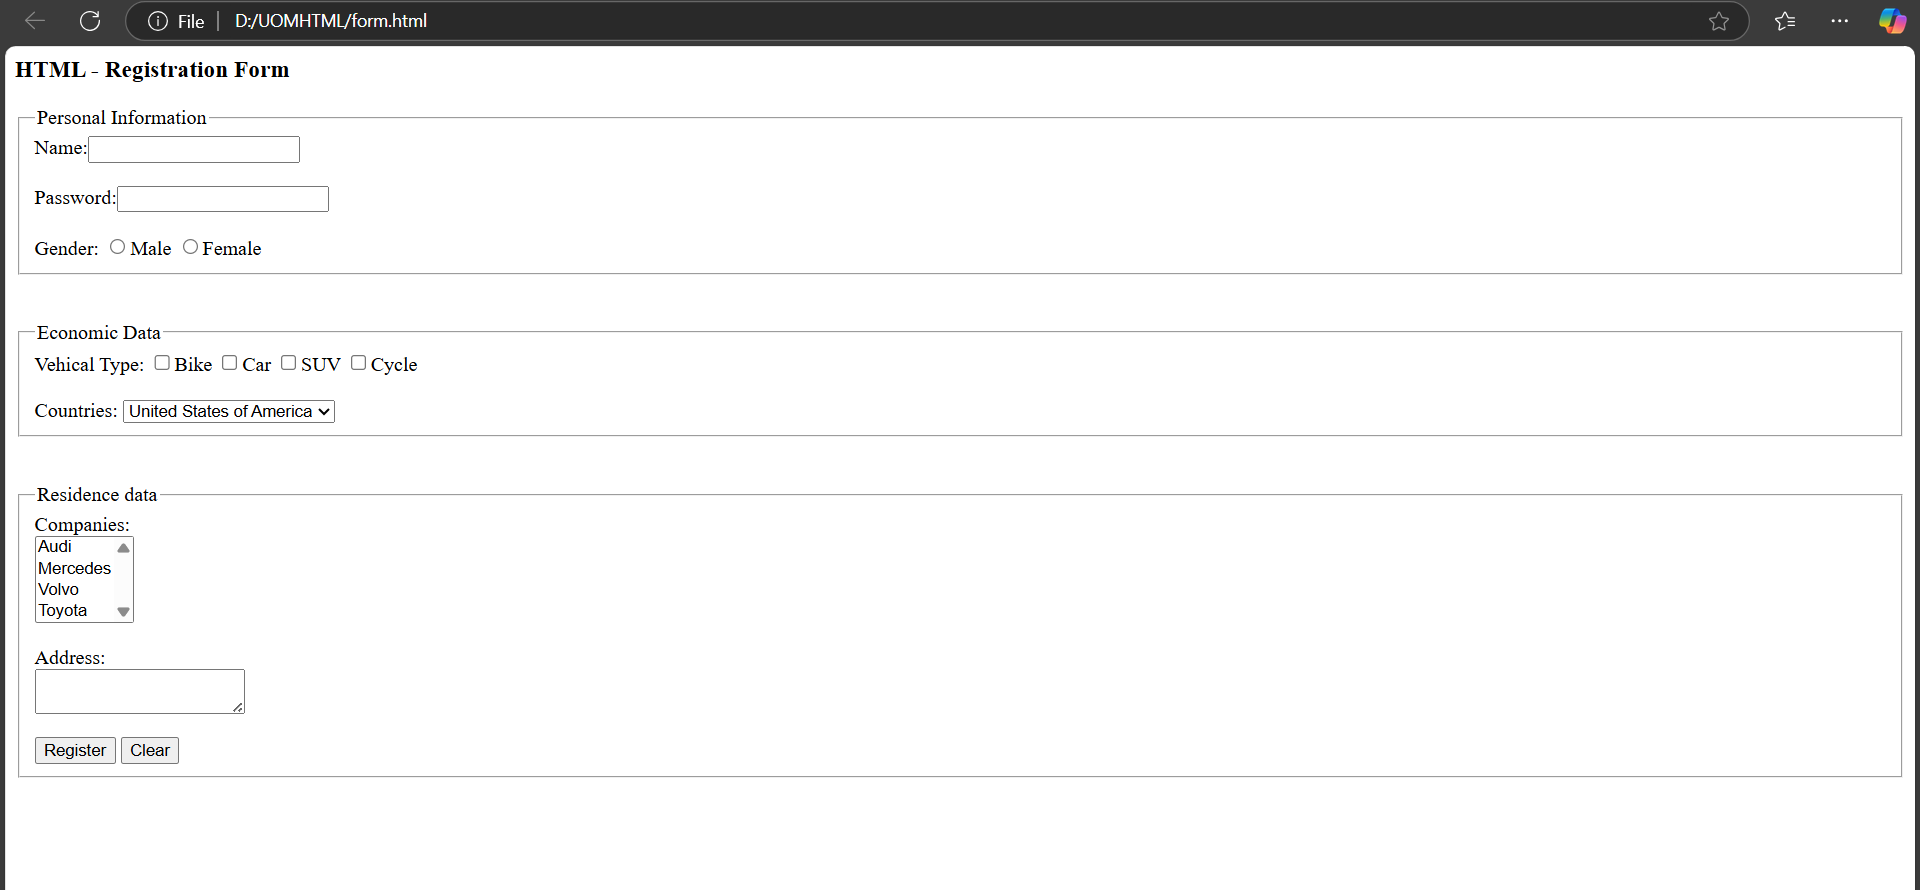 File D:/UOMHTML/form.html
HTML - Registration Form
Personal Information
Name:
Password:
Gender: Male Female
Economic Data
Vehical Type: Bike Car SUV Cycle
Countries: United States of America
Residence data
Companies:
Audi
Mercedes
Volvo
Toyota
Address:
Register Clear